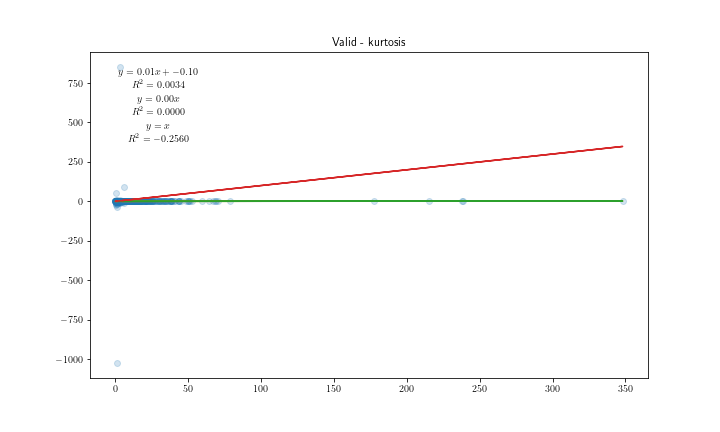 Valid - kurtosis
y = 0.01x + −0.10
R² = 0.0034
y = 0.00x
R² = 0.0000
y = x
R² = −0.2560
750
500
250
0
−250
−500
−750
−1000
0 50 100 150 200 250 300 350